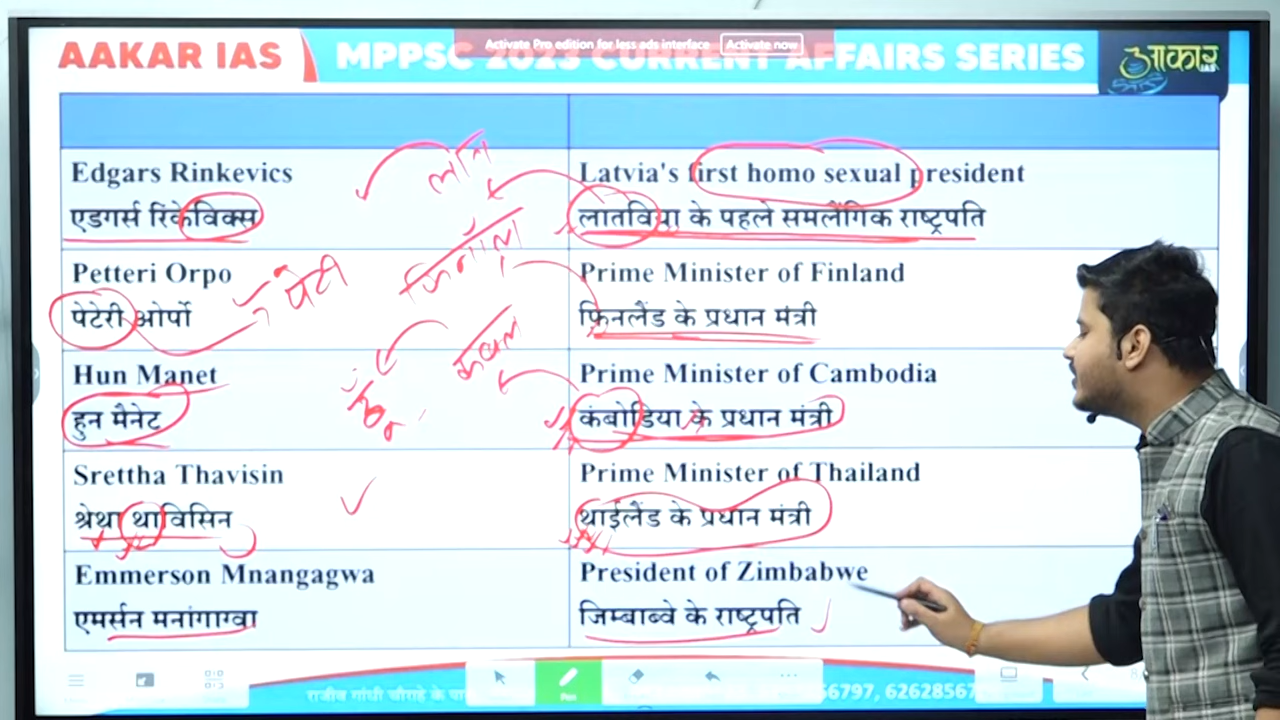 AAKAR IAS
MPPSC 2023 CURRENT AFFAIRS SERIES
Activate Pro edition for less ads interface
Activate now
आकार
IAS
Edgars Rinkevics
एडगर्स रिंकेविक्स
Latvia's first homo sexual president
लातविया के पहले समलैंगिक राष्ट्रपति
Petteri Orpo
पेटेरी ओर्पो
पेटी
Prime Minister of Finland
फिनलैंड के प्रधान मंत्री
Hun Manet
हुन मैनेट
Prime Minister of Cambodia
कंबोडिया के प्रधान मंत्री
Srettha Thavisin
श्रेथा थाविसिन
Prime Minister of Thailand
थाईलैंड के प्रधान मंत्री
Emmerson Mnangagwa
एमर्सन मनांगाग्वा
President of Zimbabwe
जिम्बाब्वे के राष्ट्रपति
Pen
राजीव गांधी चौराहे के पा